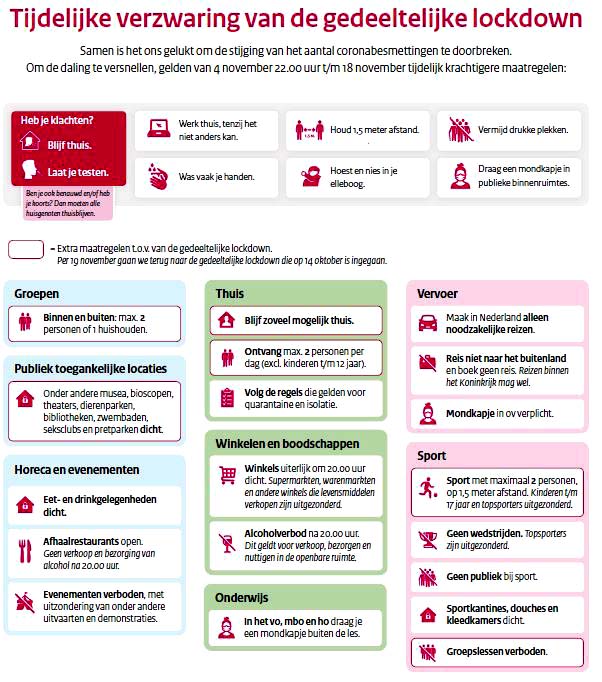 Tijdelijke verzwaring van de gedeeltelijke lockdown
Samen is het ons gelukt om de stijging van het aantal coronabesmettingen te doorbreken.
Om de daling te versnellen, gelden van 4 november 22.00 uur t/m 18 november tijdelijk krachtigere maatregelen:
Heb je klachten?
Blijf thuis.
Laat je testen.
Ben je ook benauwd en/of heb
je koorts? Dan moeten alle
huisgenoten thuisblijven.
Werk thuis, tenzij het
niet anders kan.
Houd 1,5 meter afstand.
1,5 M
Vermijd drukke plekken.
Was vaak je handen.
Hoest en nies in je
elleboog.
Draag een mondkapje in
publieke binnenruimtes.
= Extra maatregelen t.o.v. van de gedeeltelijke lockdown.
Per 19 november gaan we terug naar de gedeeltelijke lockdown die op 14 oktober is ingegaan.
Groepen
Binnen en buiten: max. 2
personen of 1 huishouden.
Publiek toegankelijke locaties
Onder andere musea, bioscopen,
theaters, dierenparken,
bibliotheken, zwembaden,
seksclubs en pretparken dicht.
Horeca en evenementen
Eet- en drinkgelegenheden
dicht.
Afhaalrestaurants open.
Geen verkoop en bezorging van
alcohol na 20.00 uur.
Evenementen verboden, met
uitzondering van onder andere
uitvaarten en demonstraties.
Thuis
Blijf zoveel mogelijk thuis.
Ontvang max. 2 personen per
dag (excl. kinderen t/m 12 jaar).
Volg de regels die gelden voor
quarantaine en isolatie.
Winkelen en boodschappen
Winkels uiterlijk om 20.00 uur
dicht. Supermarkten, warenmarkten
en andere winkels die levensmiddelen
verkopen zijn uitgezonderd.
Alcoholverbod na 20.00 uur.
Dit geldt voor verkoop, bezorgen en
nuttigen in de openbare ruimte.
Onderwijs
In het vo, mbo en ho draag je
een mondkapje buiten de les.
Vervoer
Maak in Nederland alleen
noodzakelijke reizen.
Reis niet naar het buitenland
en boek geen reis. Reizen binnen
het Koninkrijk mag wel.
Mondkapje in ov verplicht.
Sport
Sport met maximaal 2 personen,
op 1,5 meter afstand. Kinderen t/m
17 jaar en topsporters uitgezonderd.
Geen wedstrijden. Topsporters
zijn uitgezonderd.
Geen publiek bij sport.
Sportkantines, douches en
kleedkamers dicht.
Groepslessen verboden.